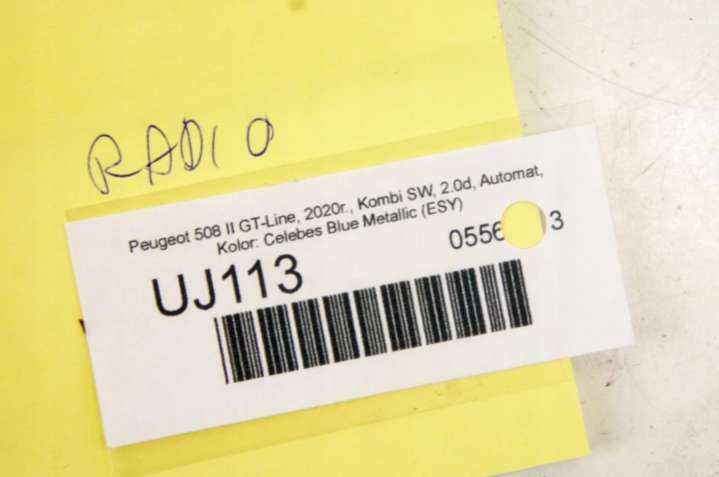 RADIO
Peugeot 508 II GT-Line, 2020r., Kombi SW, 2.0d, Automat,
Kolor: Celebes Blue Metallic (ESY)
UJ113